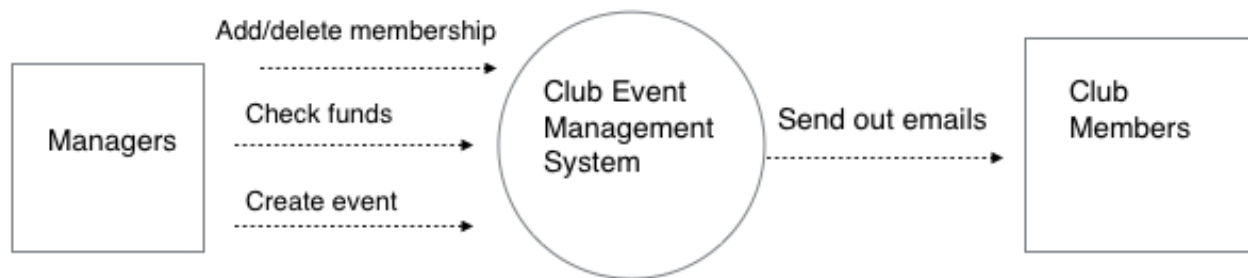 Managers
Add/delete membership
Check funds
Create event
Club Event
Management
System
Send out emails
Club
Members